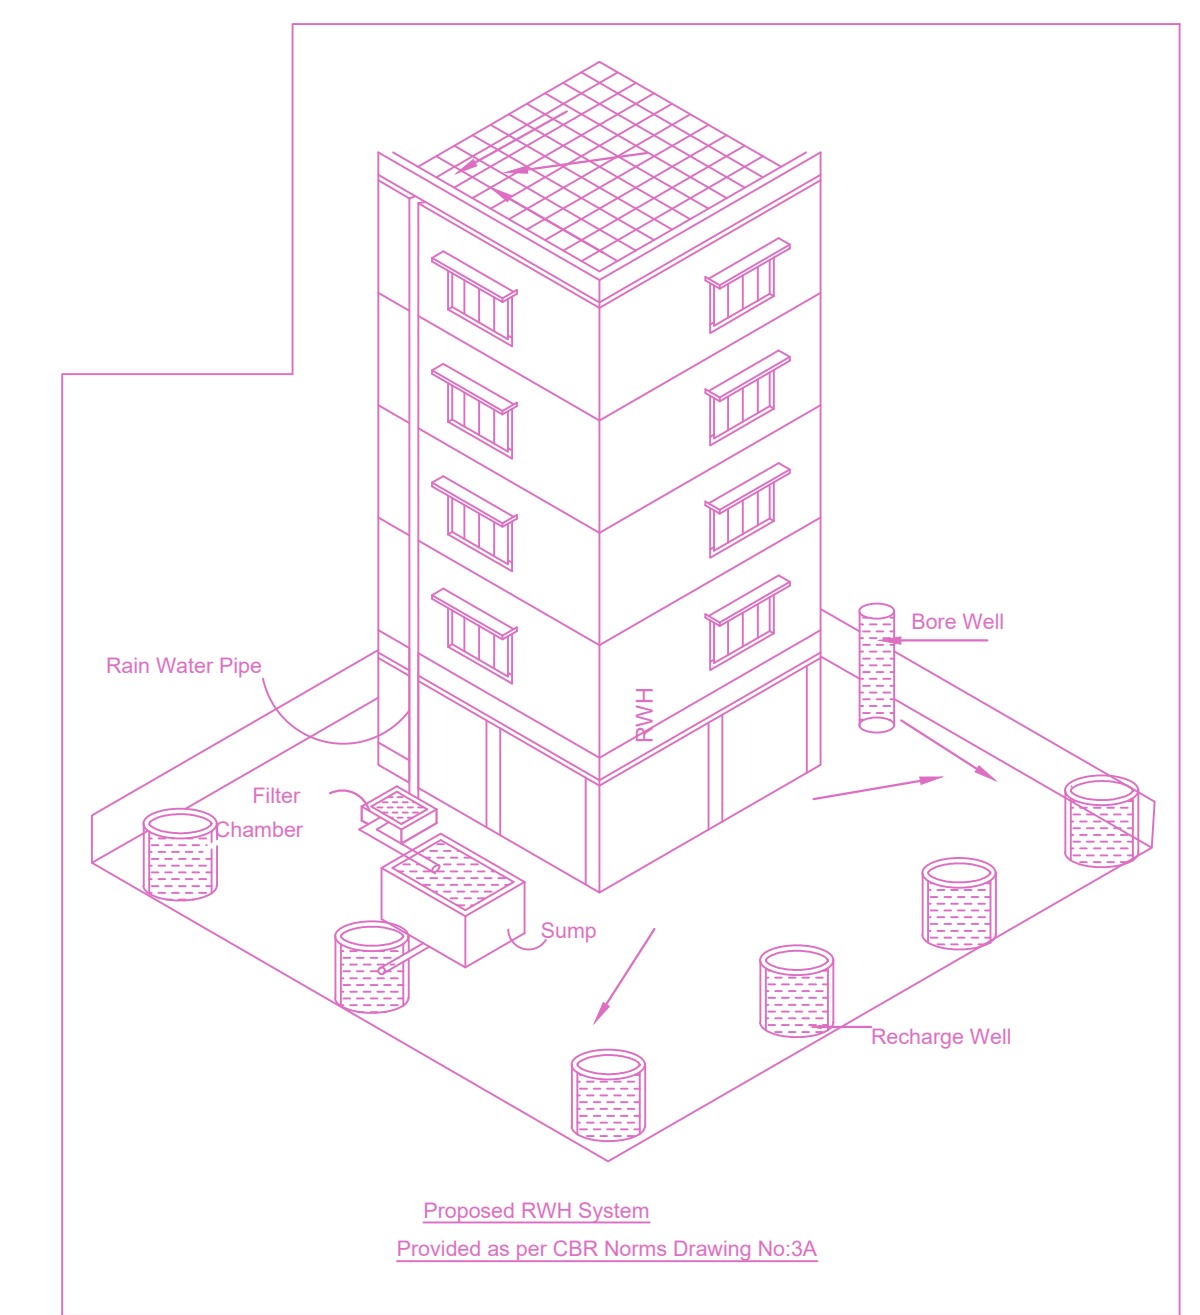 Bore Well
Rain Water Pipe
RWH
Filter
Chamber
Sump
Recharge Well
Proposed RWH System
Provided as per CBR Norms Drawing No:3A